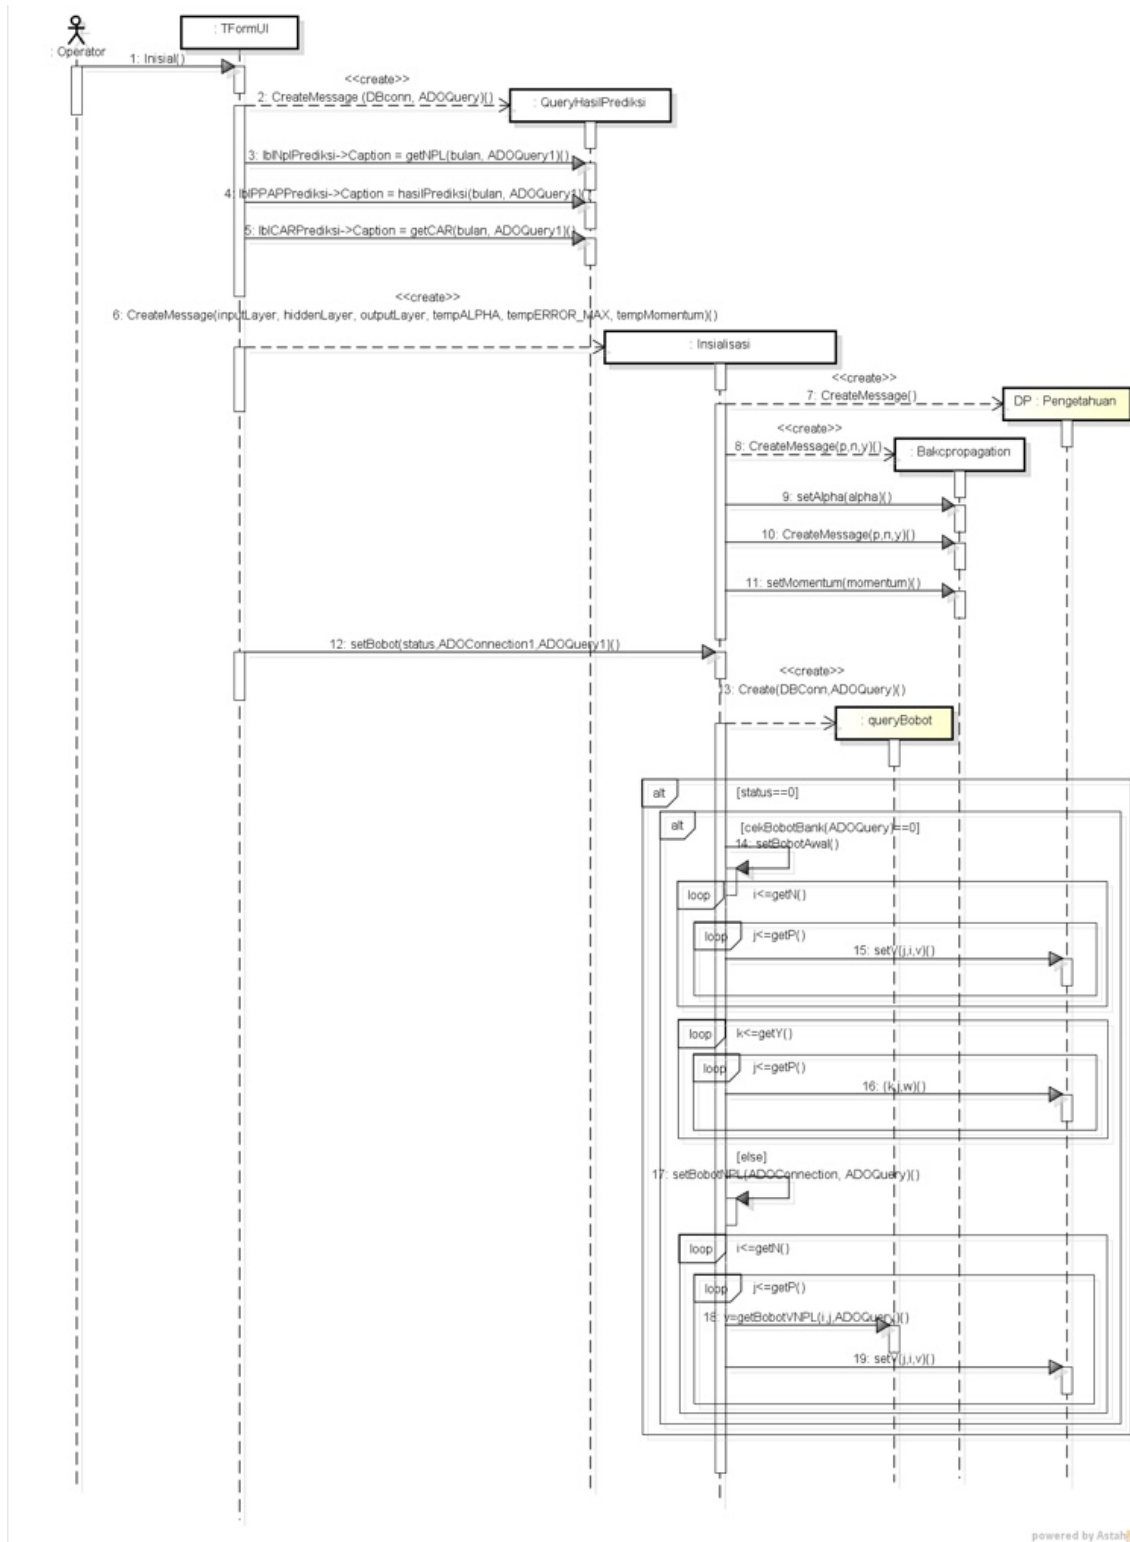 : TFormUI
: Operator
1: Inisial()
<<create>>
2: CreateMessage (DBconn, ADOQuery)()
: QueryHasilPrediksi
3: lblNplPrediksi->Caption = getNPL(bulan, ADOQuery1)()
4: lblPPAPPrediksi->Caption = hasilPrediksi(bulan, ADOQuery1)()
5: lblCARPrediksi->Caption = getCAR(bulan, ADOQuery1)()
<<create>>
6: CreateMessage(inputLayer, hiddenLayer, outputLayer, tempALPHA, tempERROR_MAX, tempMomentum)()
: Insialisasi
<<create>>
7: CreateMessage()
DP : Pengetahuan
<<create>>
8: CreateMessage(p,n,y)()
: Bakcpropagation
9: setAlpha(alpha)()
10: CreateMessage(p,n,y)()
11: setMomentum(momentum)()
12: setBobot(status,ADOConnection1,ADOQuery1)()
<<create>>
13: Create(DBConn,ADOQuery)()
: queryBobot
alt
[status==0]
alt
[cekBobotBank(ADOQuery)==0]
14: setBobotAwal()
loop
i<=getN()
loop
j<=getP()
15: setV(j,i,v)()
loop
k<=getY()
loop
j<=getP()
16: (k,j,w)()
[else]
17: setBobotNPL(ADOConnection, ADOQuery)()
loop
i<=getN()
loop
j<=getP()
18: v=getBobotVNPL(i,j,ADOQuery)()
19: setV(j,i,v)()
powered by Astah